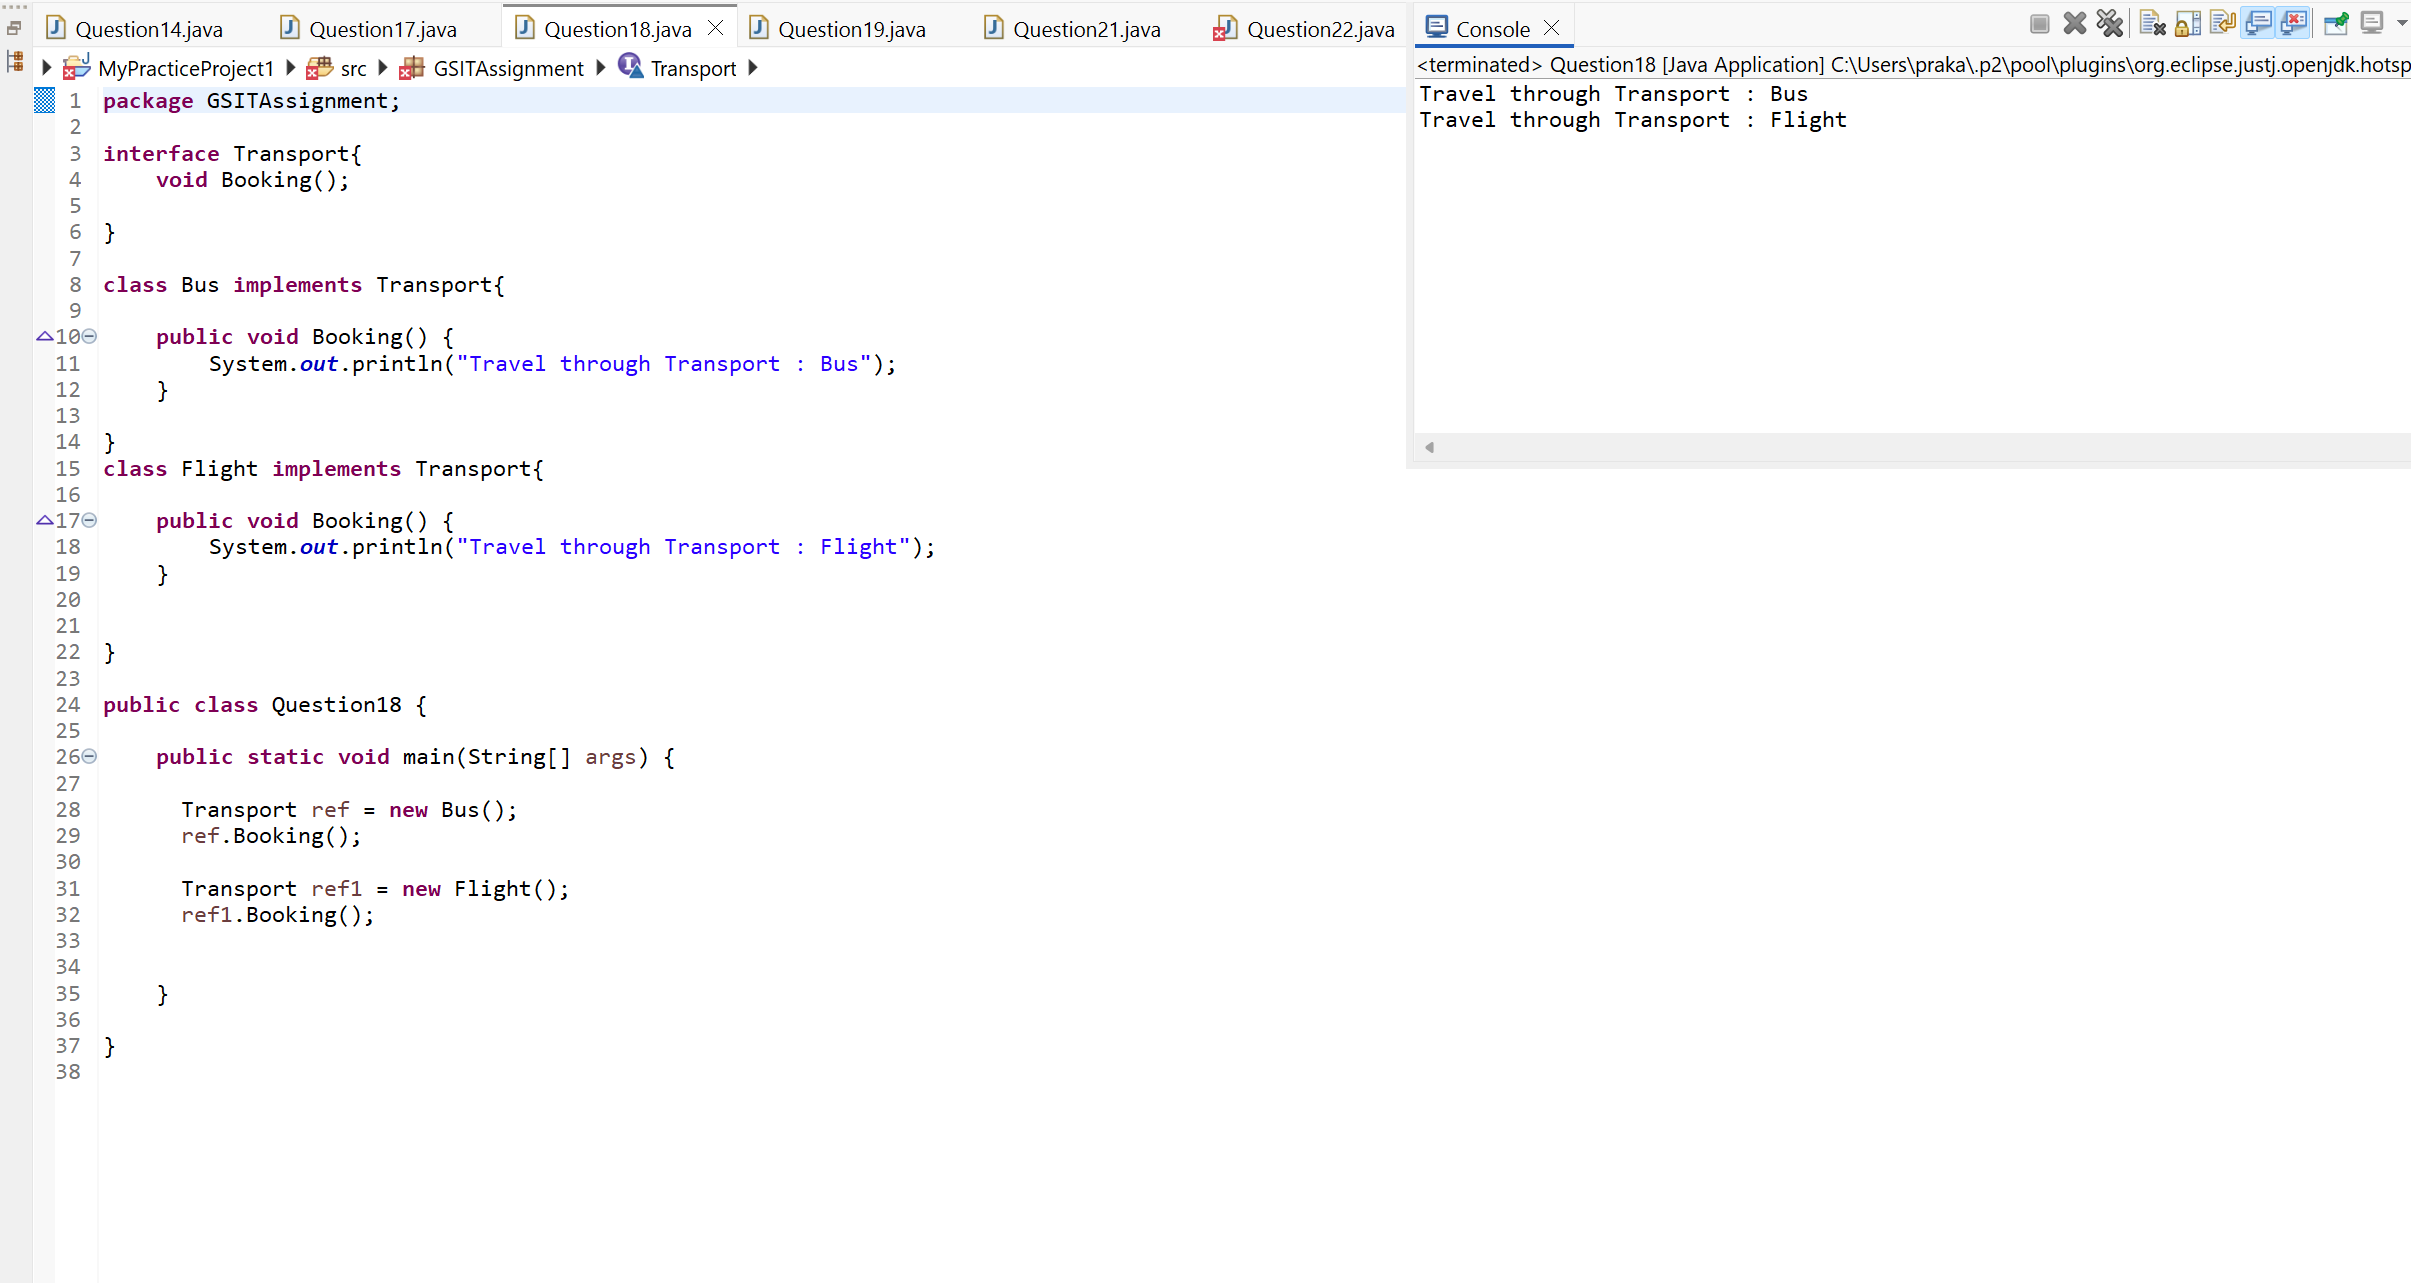 Question14.java Question17.java Question18.java Question19.java Question21.java Question22.java
MyPracticeProject1 src GSITAssignment Transport
1 package GSITAssignment;
2
3 interface Transport{
4     void Booking();
5
6 }
7
8 class Bus implements Transport{
9
10     public void Booking() {
11         System.out.println("Travel through Transport : Bus");
12     }
13
14 }
15 class Flight implements Transport{
16
17     public void Booking() {
18         System.out.println("Travel through Transport : Flight");
19     }
20
21
22 }
23
24 public class Question18 {
25
26     public static void main(String[] args) {
27
28       Transport ref = new Bus();
29       ref.Booking();
30
31       Transport ref1 = new Flight();
32       ref1.Booking();
33
34
35     }
36
37 }
38
Console
<terminated> Question18 [Java Application] C:\Users\praka\.p2\pool\plugins\org.eclipse.justj.openjdk.hotsp
Travel through Transport : Bus
Travel through Transport : Flight